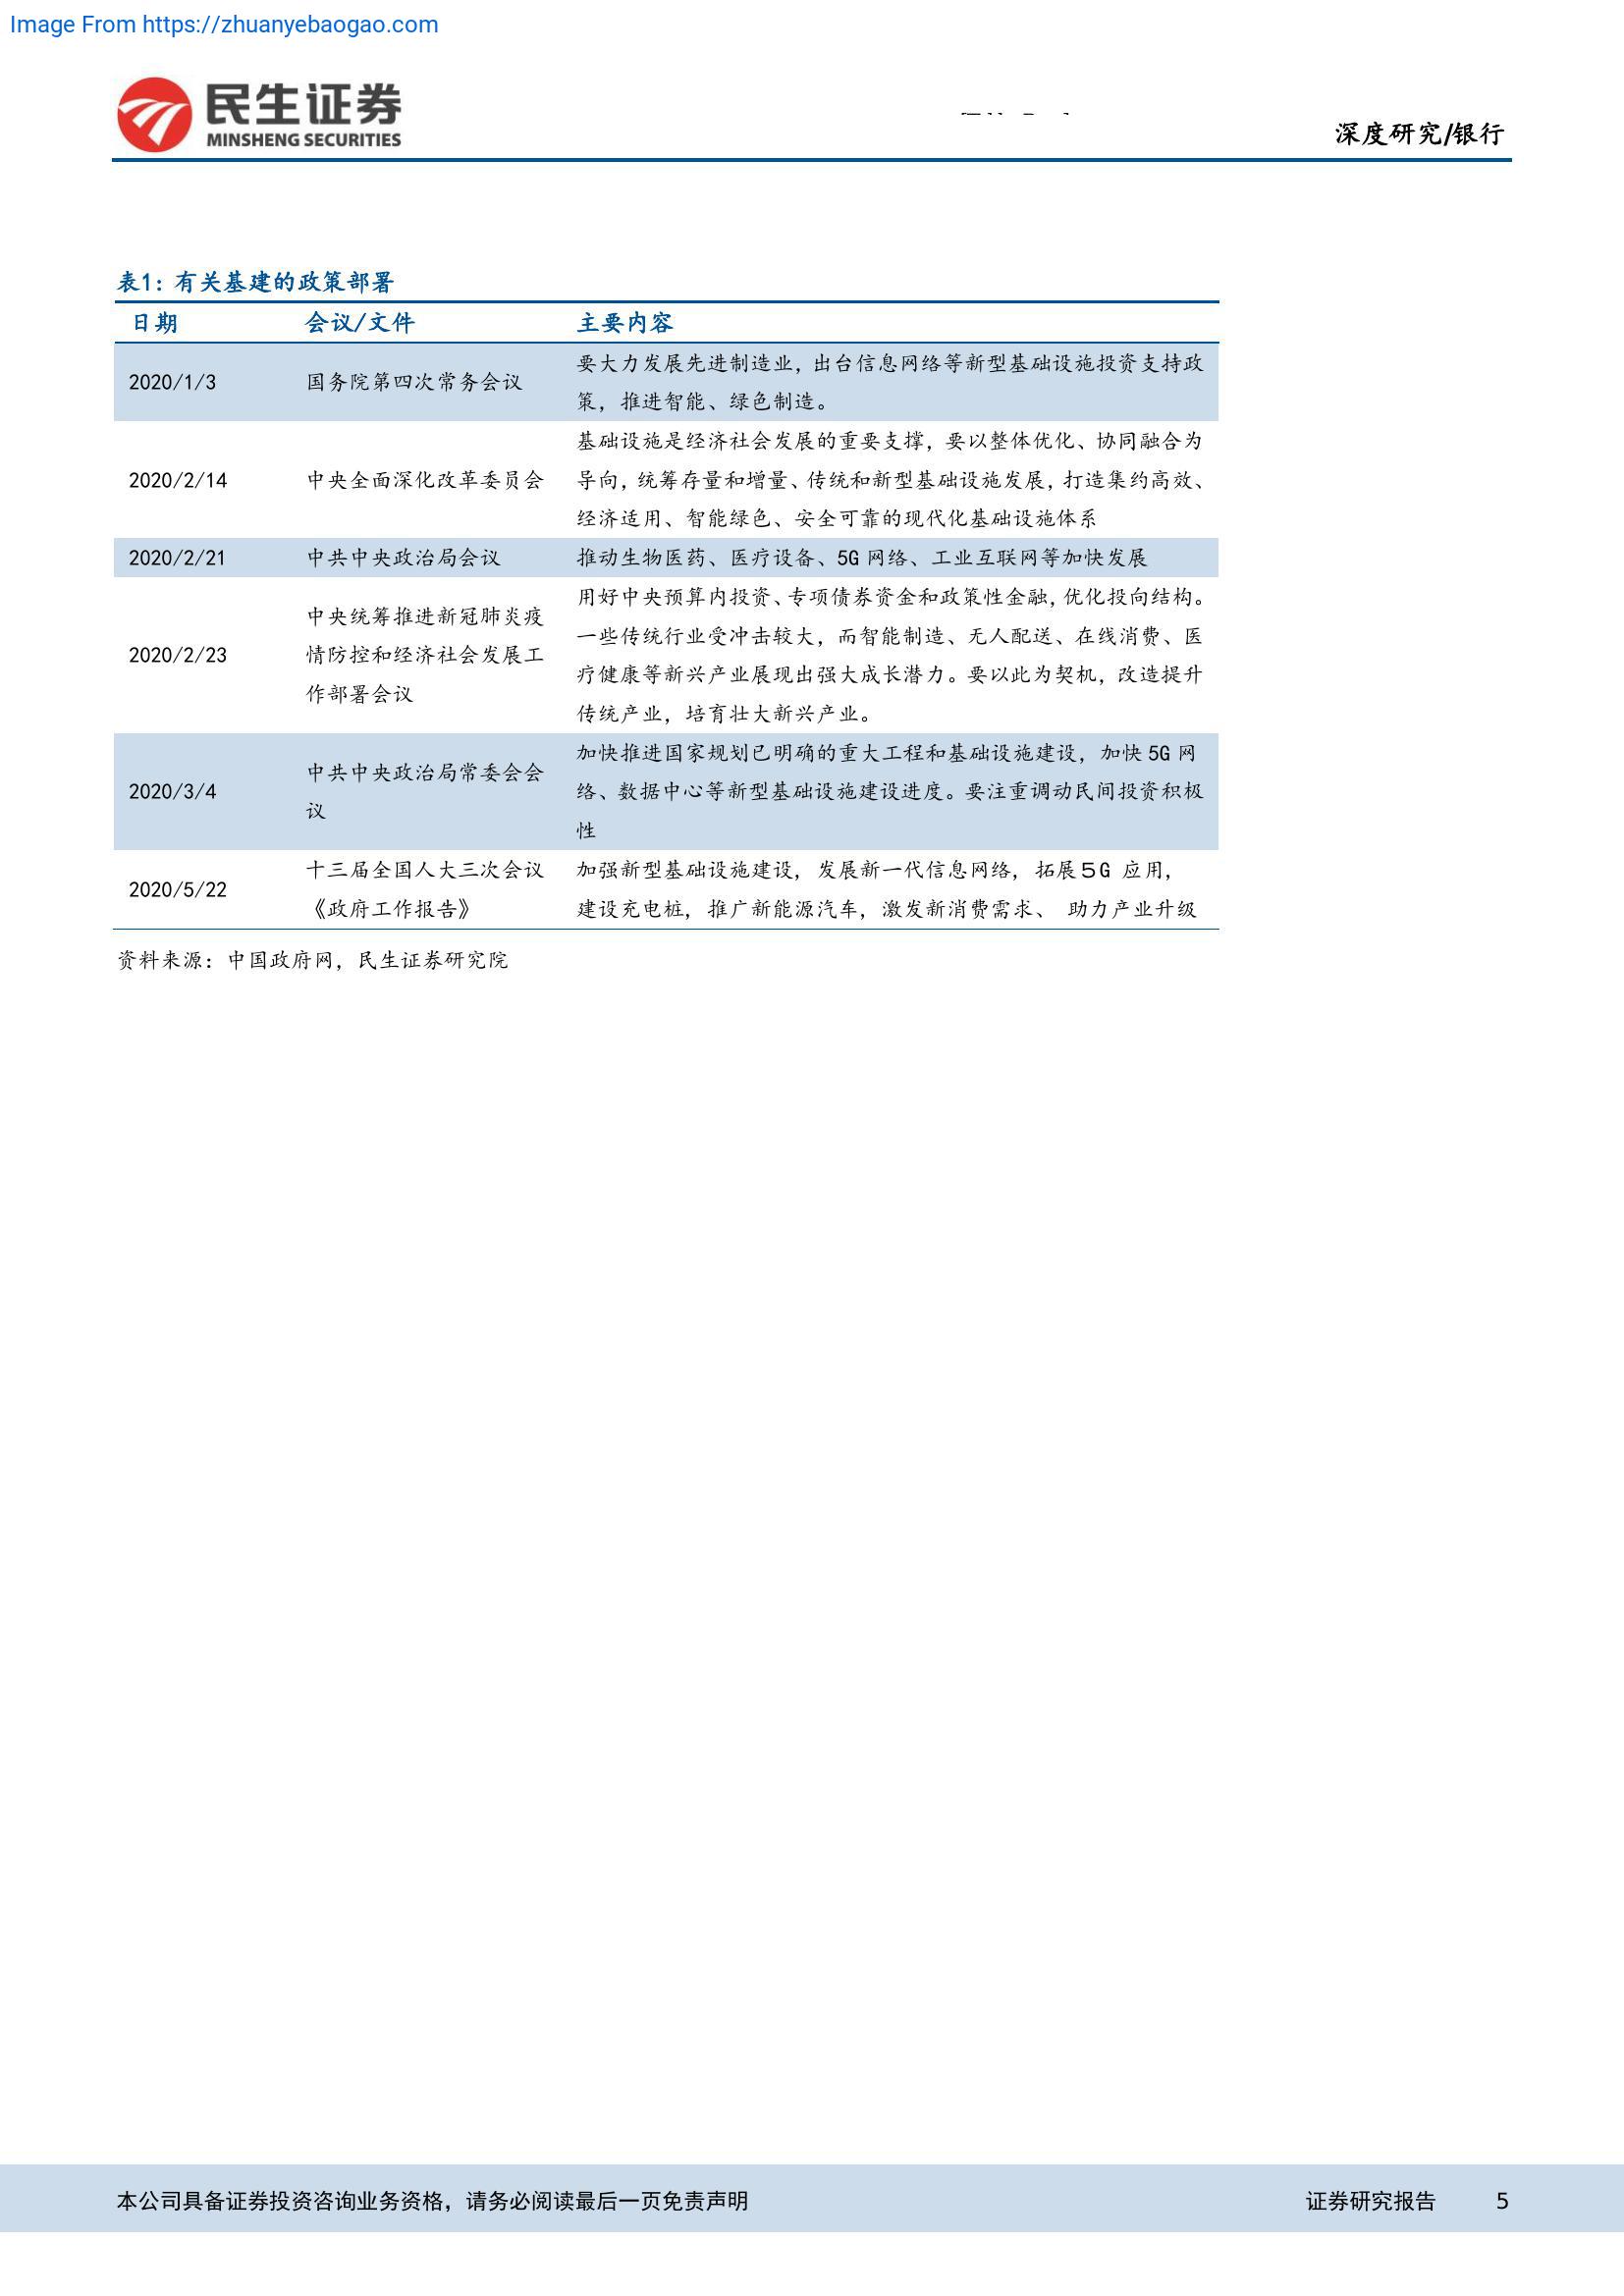 Image From https://zhuanyebaogao.com
民生证券
MINSHENG SECURITIES
深度研究/银行
表1：有关基建的政策部署
日期 会议/文件 主要内容
2020/1/3 国务院第四次常务会议 要大力发展先进制造业，出台信息网络等新型基础设施投资支持政
策，推进智能、绿色制造。
2020/2/14 中央全面深化改革委员会 基础设施是经济社会发展的重要支撑，要以整体优化、协同融合为
导向，统筹存量和增量、传统和新型基础设施发展，打造集约高效、
经济适用、智能绿色、安全可靠的现代化基础设施体系
2020/2/21 中共中央政治局会议 推动生物医药、医疗设备、5G 网络、工业互联网等加快发展
2020/2/23
中央统筹推进新冠肺炎疫
情防控和经济社会发展工
作部署会议
用好中央预算内投资、专项债券资金和政策性金融，优化投向结构。
一些传统行业受冲击较大，而智能制造、无人配送、在线消费、医
疗健康等新兴产业展现出强大成长潜力。要以此为契机，改造提升
传统产业，培育壮大新兴产业。
2020/3/4
中共中央政治局常委会会
议
加快推进国家规划已明确的重大工程和基础设施建设，加快 5G 网
络、数据中心等新型基础设施建设进度。要注重调动民间投资积极
性
2020/5/22
十三届全国人大三次会议
《政府工作报告》
加强新型基础设施建设，发展新一代信息网络，拓展５G 应用，
建设充电桩，推广新能源汽车，激发新消费需求、 助力产业升级
资料来源：中国政府网，民生证券研究院
本公司具备证券投资咨询业务资格，请务必阅读最后一页免责声明 证券研究报告 5